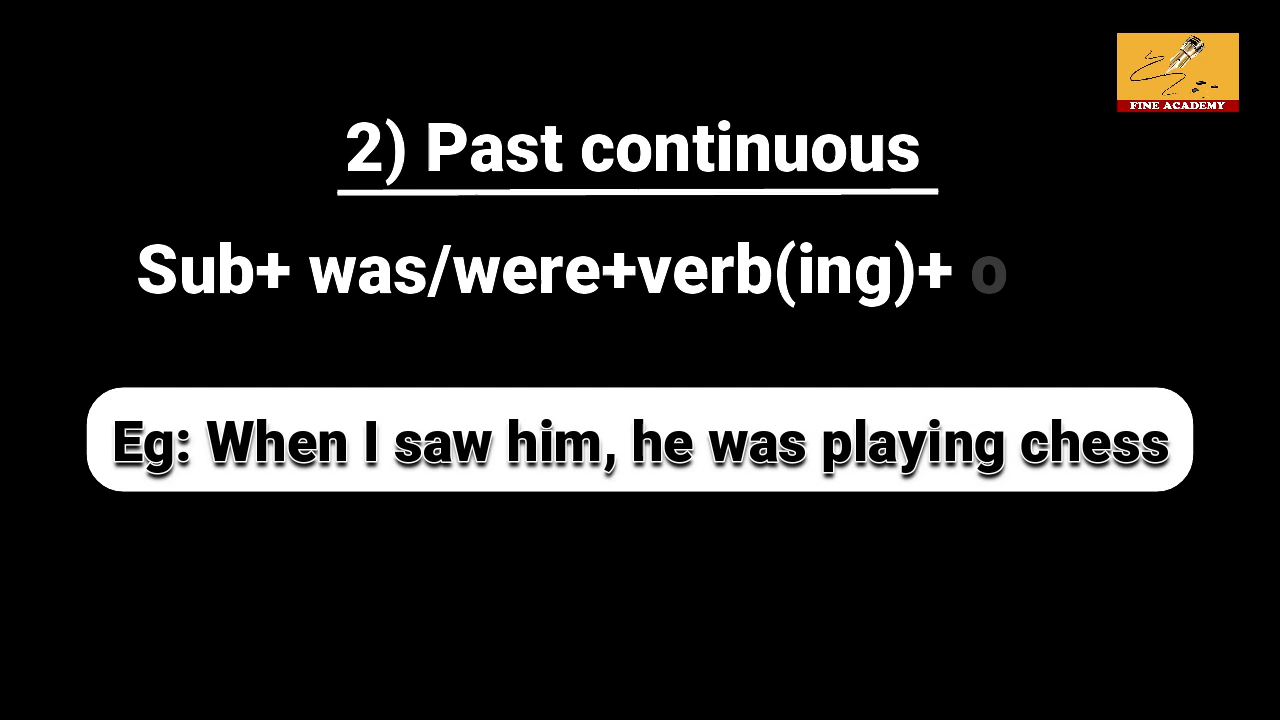 FINE ACADEMY
2) Past continuous
Sub+ was/were+verb(ing)+ o
Eg: When I saw him, he was playing chess